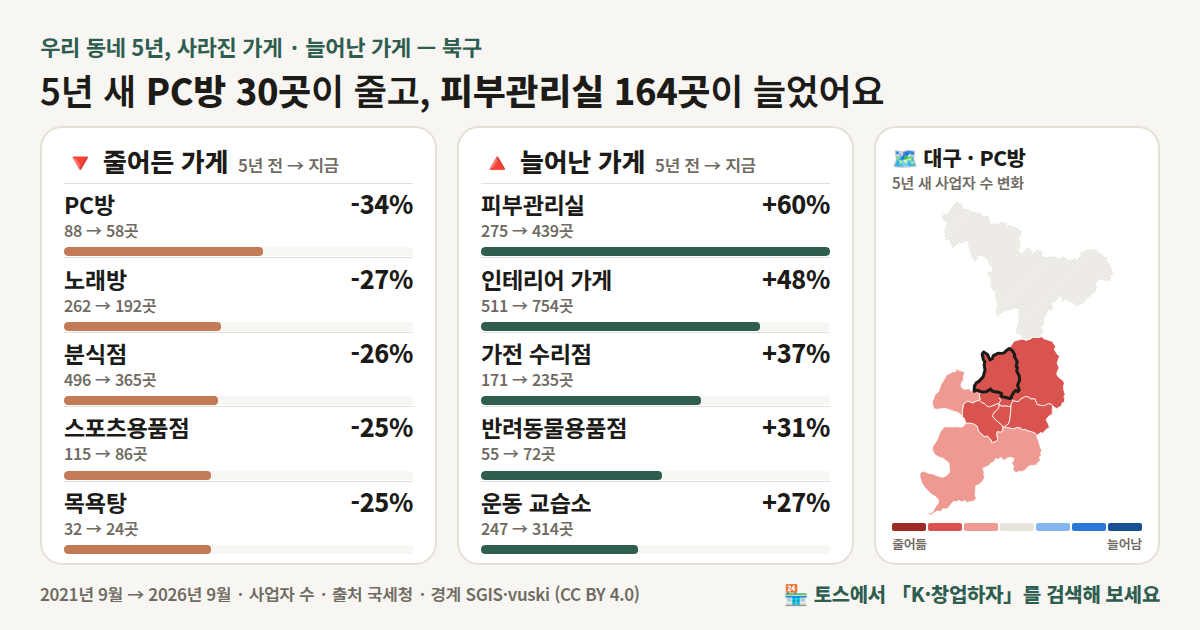 우리 동네 5년, 사라진 가게 · 늘어난 가게 — 북구
5년 새 PC방 30곳이 줄고, 피부관리실 164곳이 늘었어요
줄어든 가게 5년 전 → 지금
PC방 -34%
88 → 58곳
노래방 -27%
262 → 192곳
분식점 -26%
496 → 365곳
스포츠용품점 -25%
115 → 86곳
목욕탕 -25%
32 → 24곳
늘어난 가게 5년 전 → 지금
피부관리실 +60%
275 → 439곳
인테리어 가게 +48%
511 → 754곳
가전 수리점 +37%
171 → 235곳
반려동물용품점 +31%
55 → 72곳
운동 교습소 +27%
247 → 314곳
대구 · PC방
5년 새 사업자 수 변화
줄어듦 늘어남
2021년 9월 → 2026년 9월 · 사업자 수 · 출처 국세청 · 경계 SGIS·vuski (CC BY 4.0)
토스에서 「K·창업하자」를 검색해 보세요